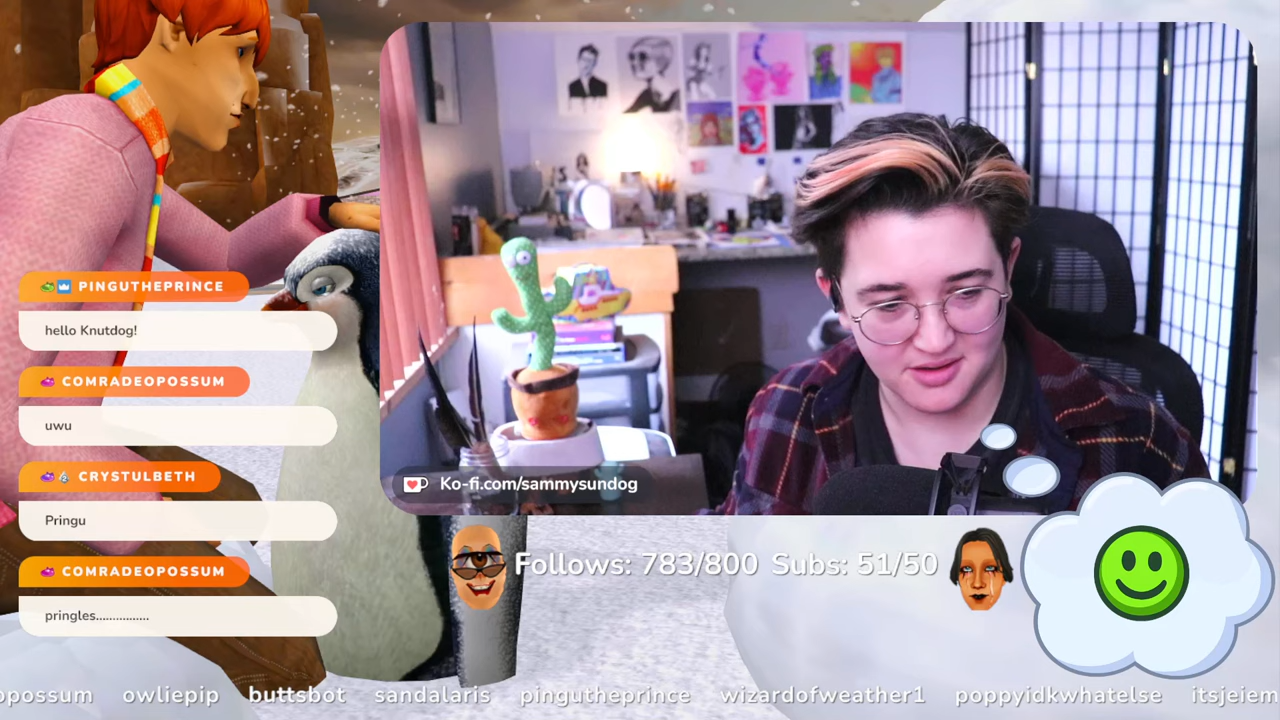 PINGUTHEPRINCE
hello Knutdog!
COMRADEOPOSSUM
uwu
CRYSTULBETH
Pringu
COMRADEOPOSSUM
pringles................
Ko-fi.com/sammysundog
Follows: 783/800 Subs: 51/50
opossum owliepip buttsbot sandalaris pingutheprince wizardofweather1 poppyidkwhatelse itsjeiem